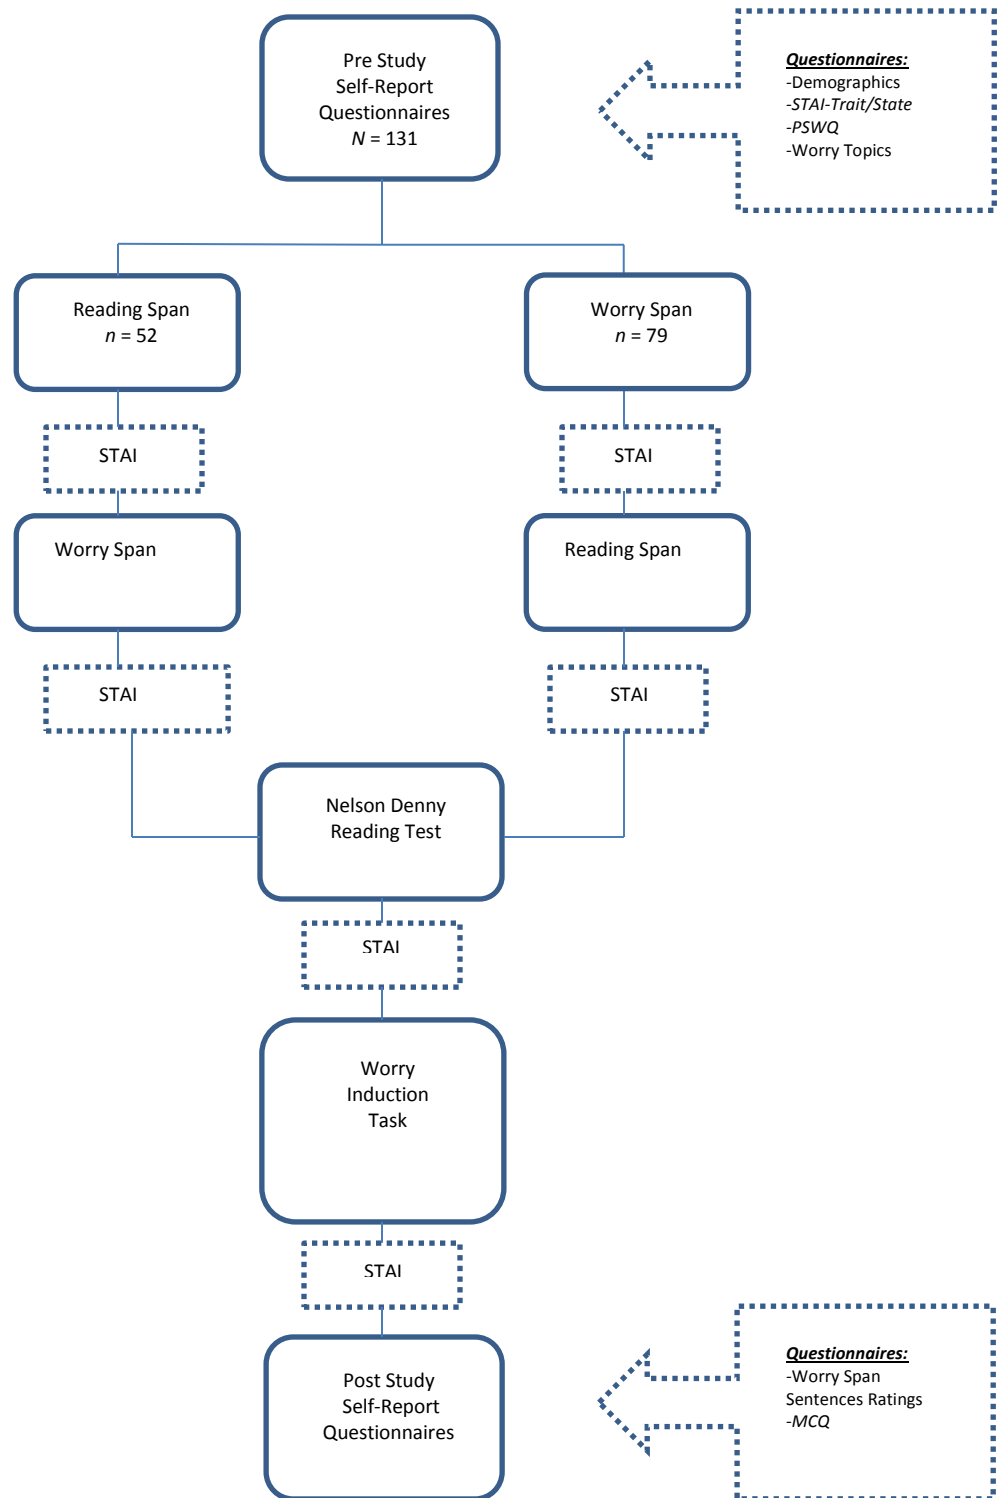 Pre Study
Self-Report
Questionnaires
N = 131
Questionnaires:
-Demographics
-STAI-Trait/State
-PSWQ
-Worry Topics
Reading Span
n = 52
Worry Span
n = 79
STAI
STAI
Worry Span
Reading Span
STAI
STAI
Nelson Denny
Reading Test
STAI
Worry
Induction
Task
STAI
Post Study
Self-Report
Questionnaires
Questionnaires:
-Worry Span
Sentences Ratings
-MCQ